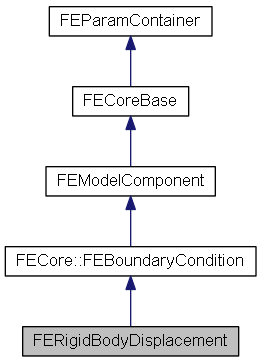 FEParamContainer
FECoreBase
FEModelComponent
FECore::FEBoundaryCondition
FERigidBodyDisplacement